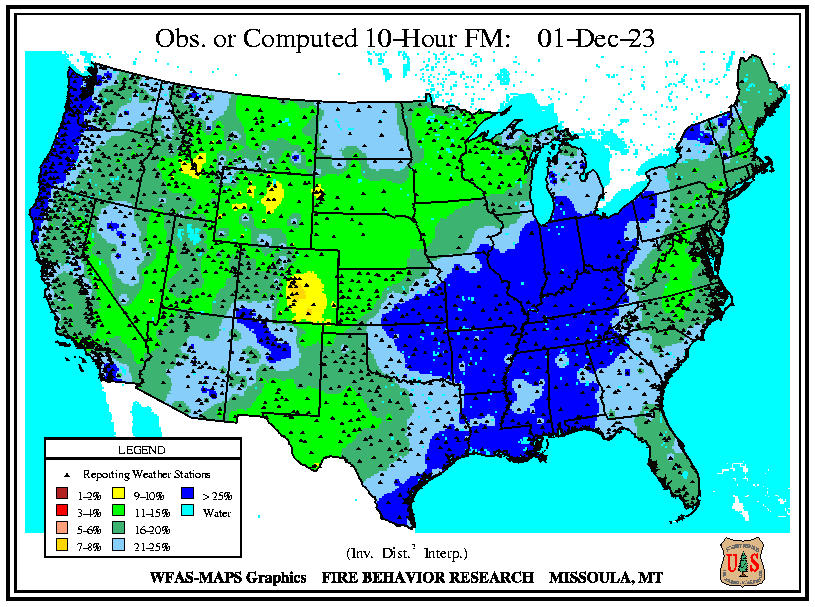 Obs. or Computed 10-Hour FM: 01-Dec-23
LEGEND
Reporting Weather Stations
1-2% 9-10% > 25%
3-4% 11-15% Water
5-6% 16-20%
7-8% 21-25%
(Inv. Dist.² Interp.)
WFAS-MAPS Graphics FIRE BEHAVIOR RESEARCH MISSOULA, MT
U S